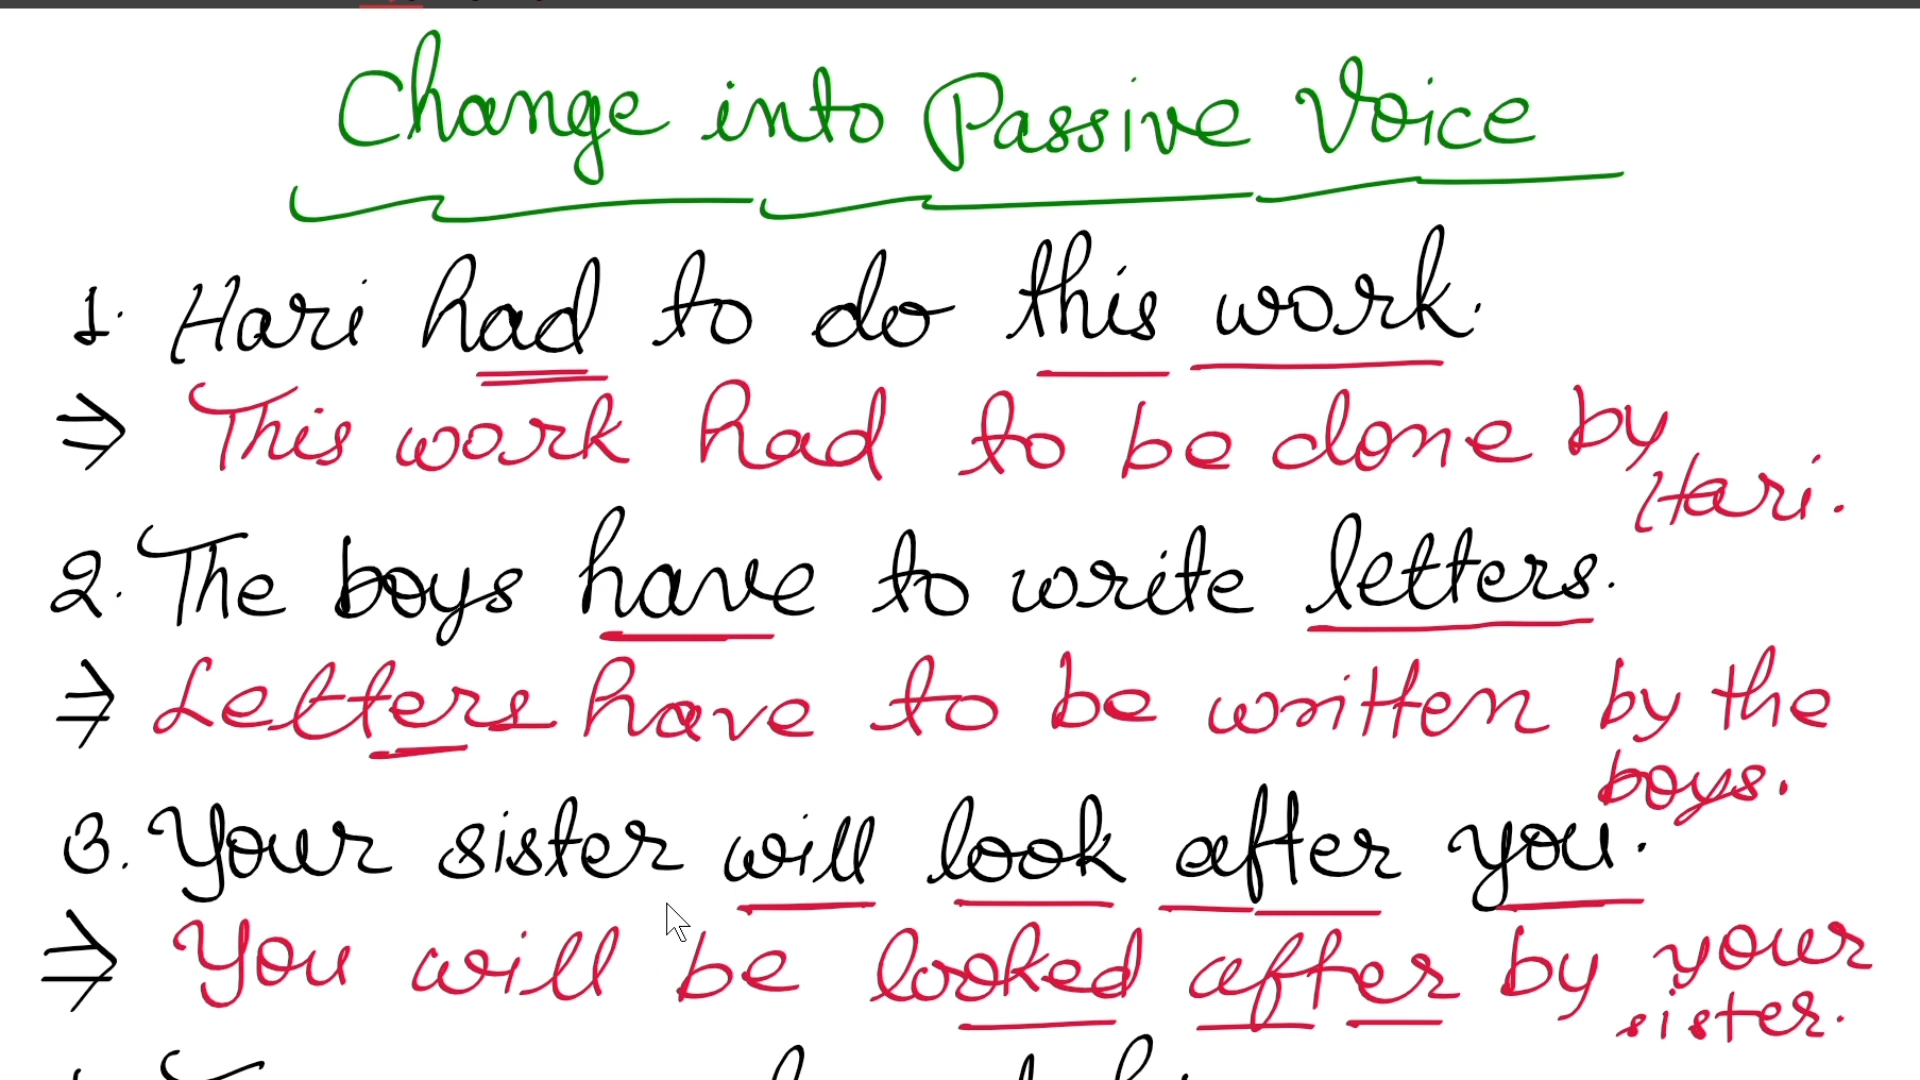 Change into Passive Voice
1. Hari had to do this work.
⇒ This work had to be done by
Hari.
2. The boys have to write letters.
⇒ Letters have to be written by the
boys.
3. Your sister will look after you.
⇒ You will be looked after by your
sister.